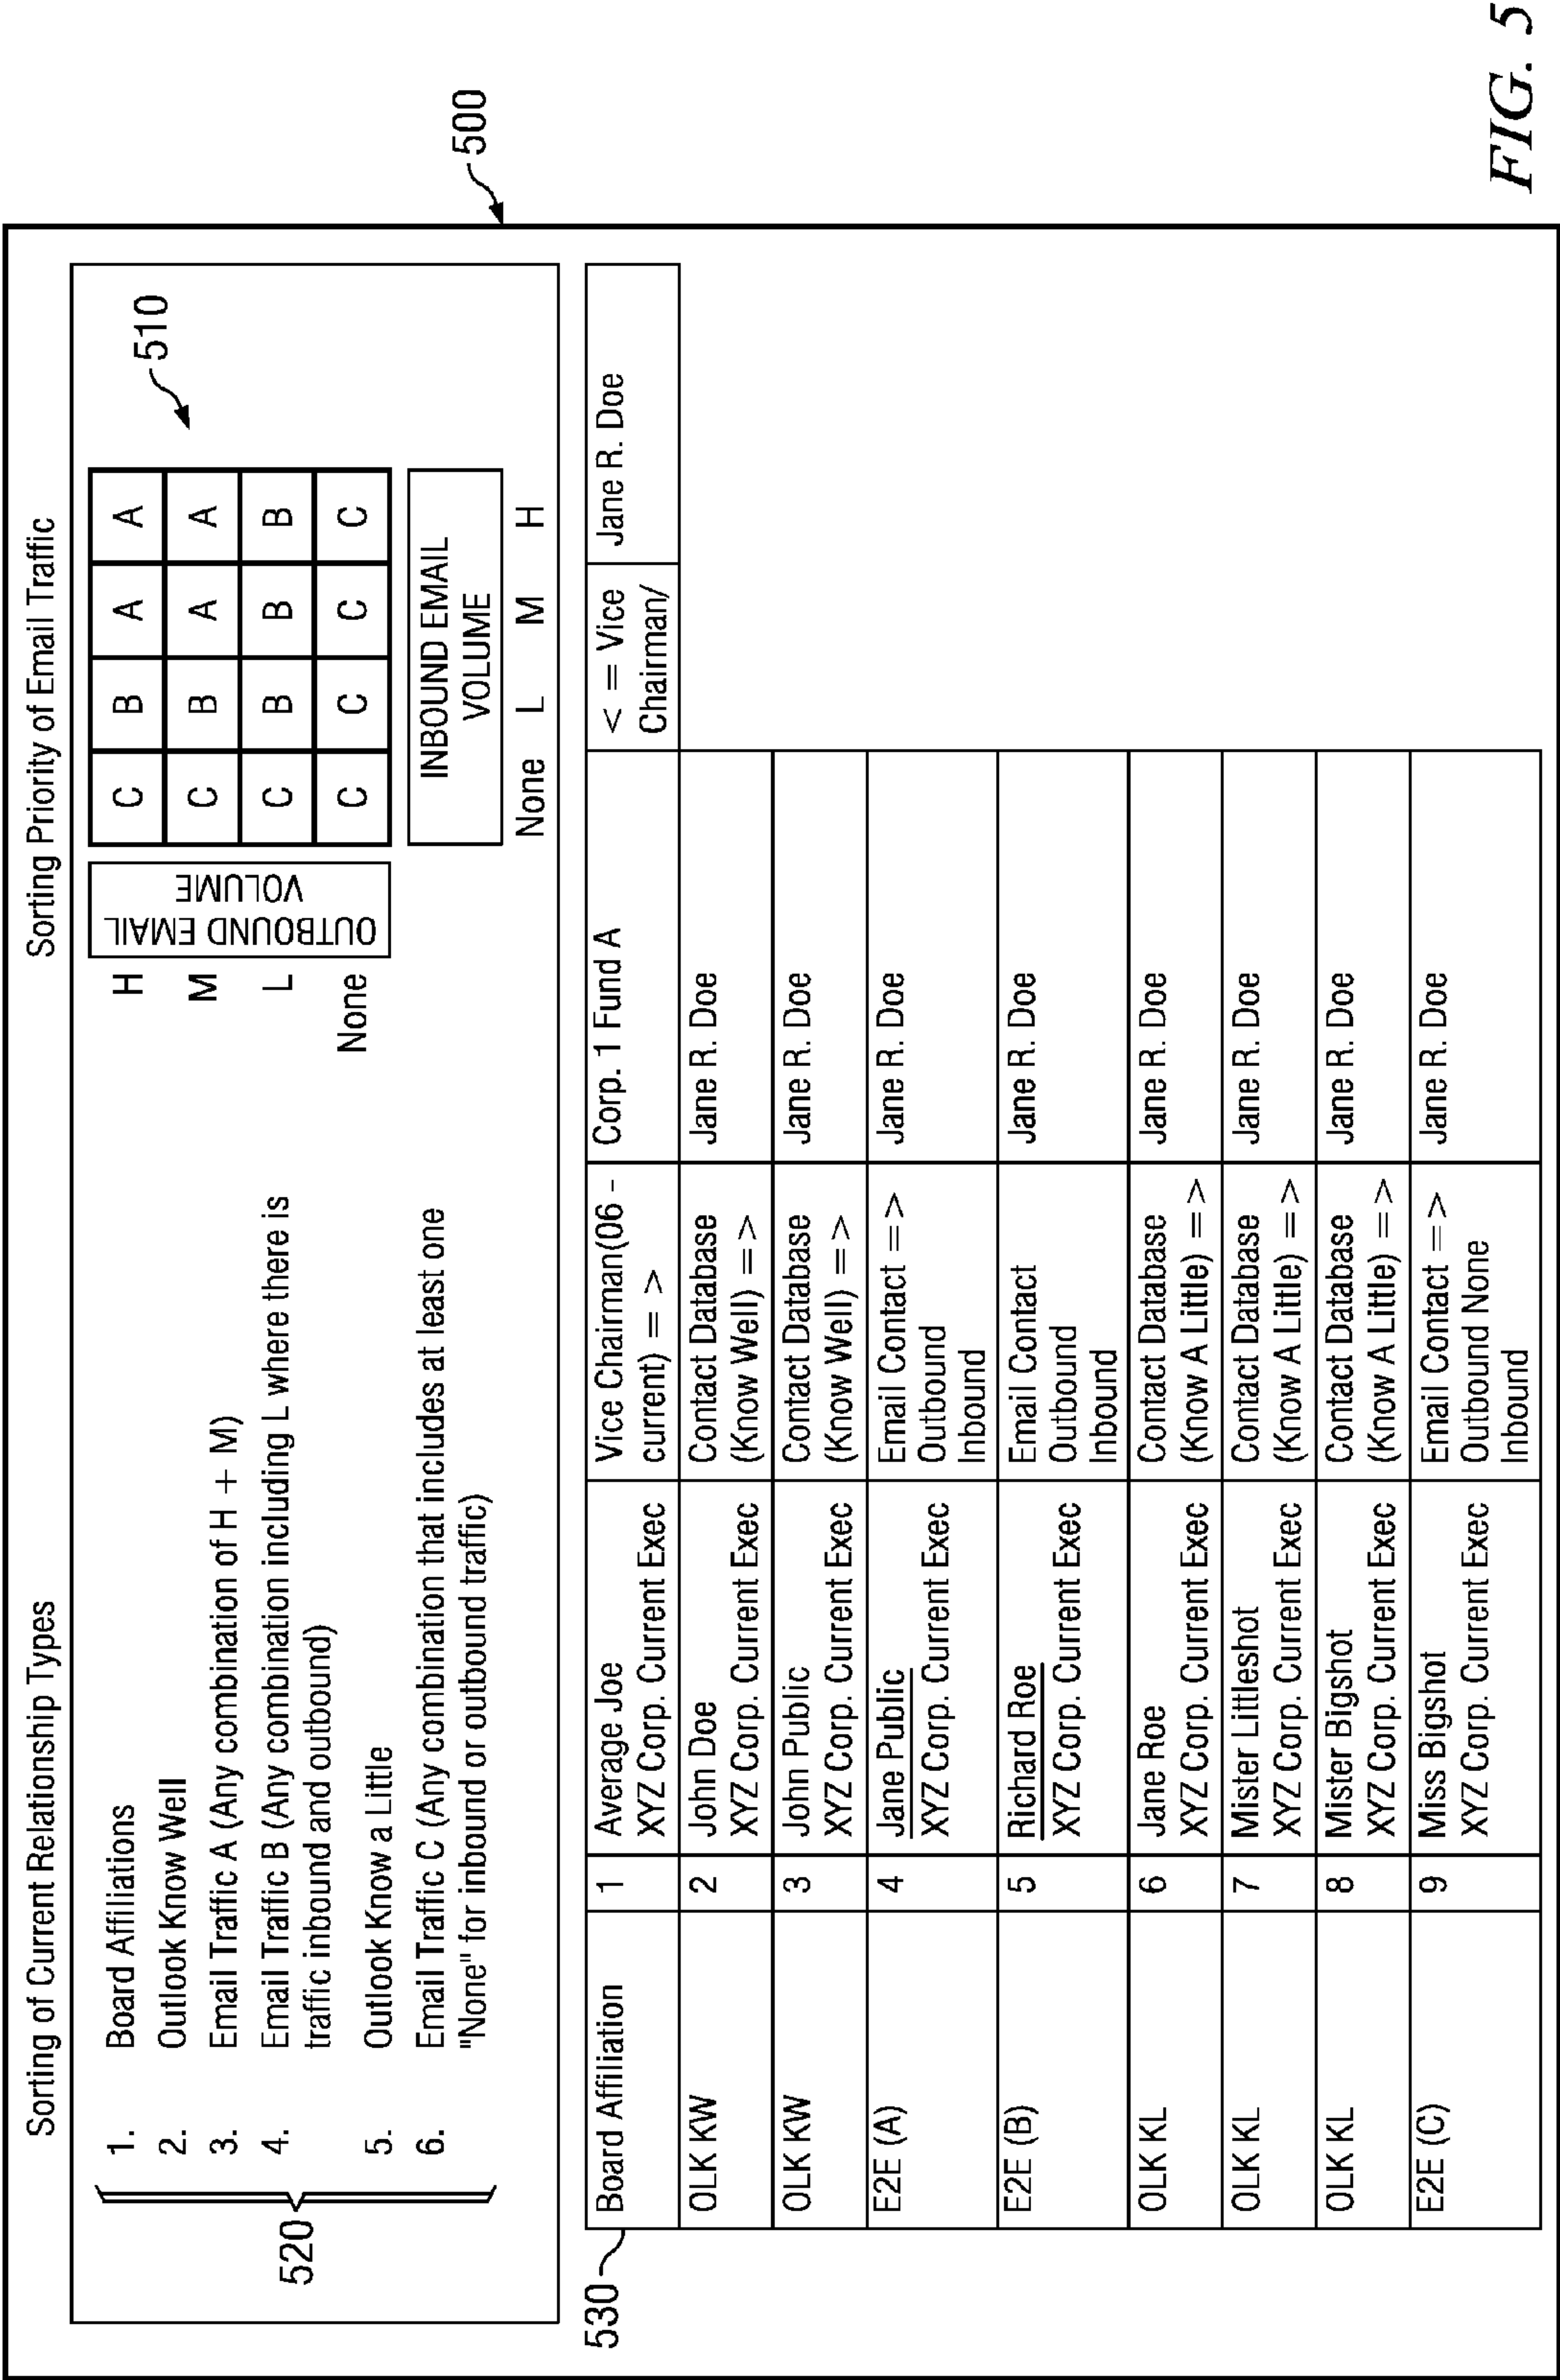 Sorting of Current Relationship Types
Sorting Priority of Email Traffic
520
1. Board Affiliations
2. Outlook Know Well
3. Email Traffic A (Any combination of H + M)
4. Email Traffic B (Any combination including L where there is
traffic inbound and outbound)
5. Outlook Know a Little
6. Email Traffic C (Any combination that includes at least one
"None" for inbound or outbound traffic)
OUTBOUND EMAIL
VOLUME
H C B A A
M C B A A
L C B B B
None C C C C
INBOUND EMAIL
VOLUME
None L M H
510
500
530
Board Affiliation 1 Average Joe Vice Chairman(06 - Corp. 1 Fund A < = Vice Jane R. Doe
XYZ Corp. Current Exec current) = > Chairman/
OLK KW 2 John Doe Contact Database Jane R. Doe
XYZ Corp. Current Exec (Know Well) = >
OLK KW 3 John Public Contact Database Jane R. Doe
XYZ Corp. Current Exec (Know Well) = >
E2E (A) 4 Jane Public Email Contact = > Jane R. Doe
XYZ Corp. Current Exec Outbound
Inbound
E2E (B) 5 Richard Roe Email Contact Jane R. Doe
XYZ Corp. Current Exec Outbound
Inbound
OLK KL 6 Jane Roe Contact Database Jane R. Doe
XYZ Corp. Current Exec (Know A Little) = >
OLK KL 7 Mister Littleshot Contact Database Jane R. Doe
XYZ Corp. Current Exec (Know A Little) = >
OLK KL 8 Mister Bigshot Contact Database Jane R. Doe
XYZ Corp. Current Exec (Know A Little) = >
E2E (C) 9 Miss Bigshot Email Contact = > Jane R. Doe
XYZ Corp. Current Exec Outbound None
Inbound
FIG. 5